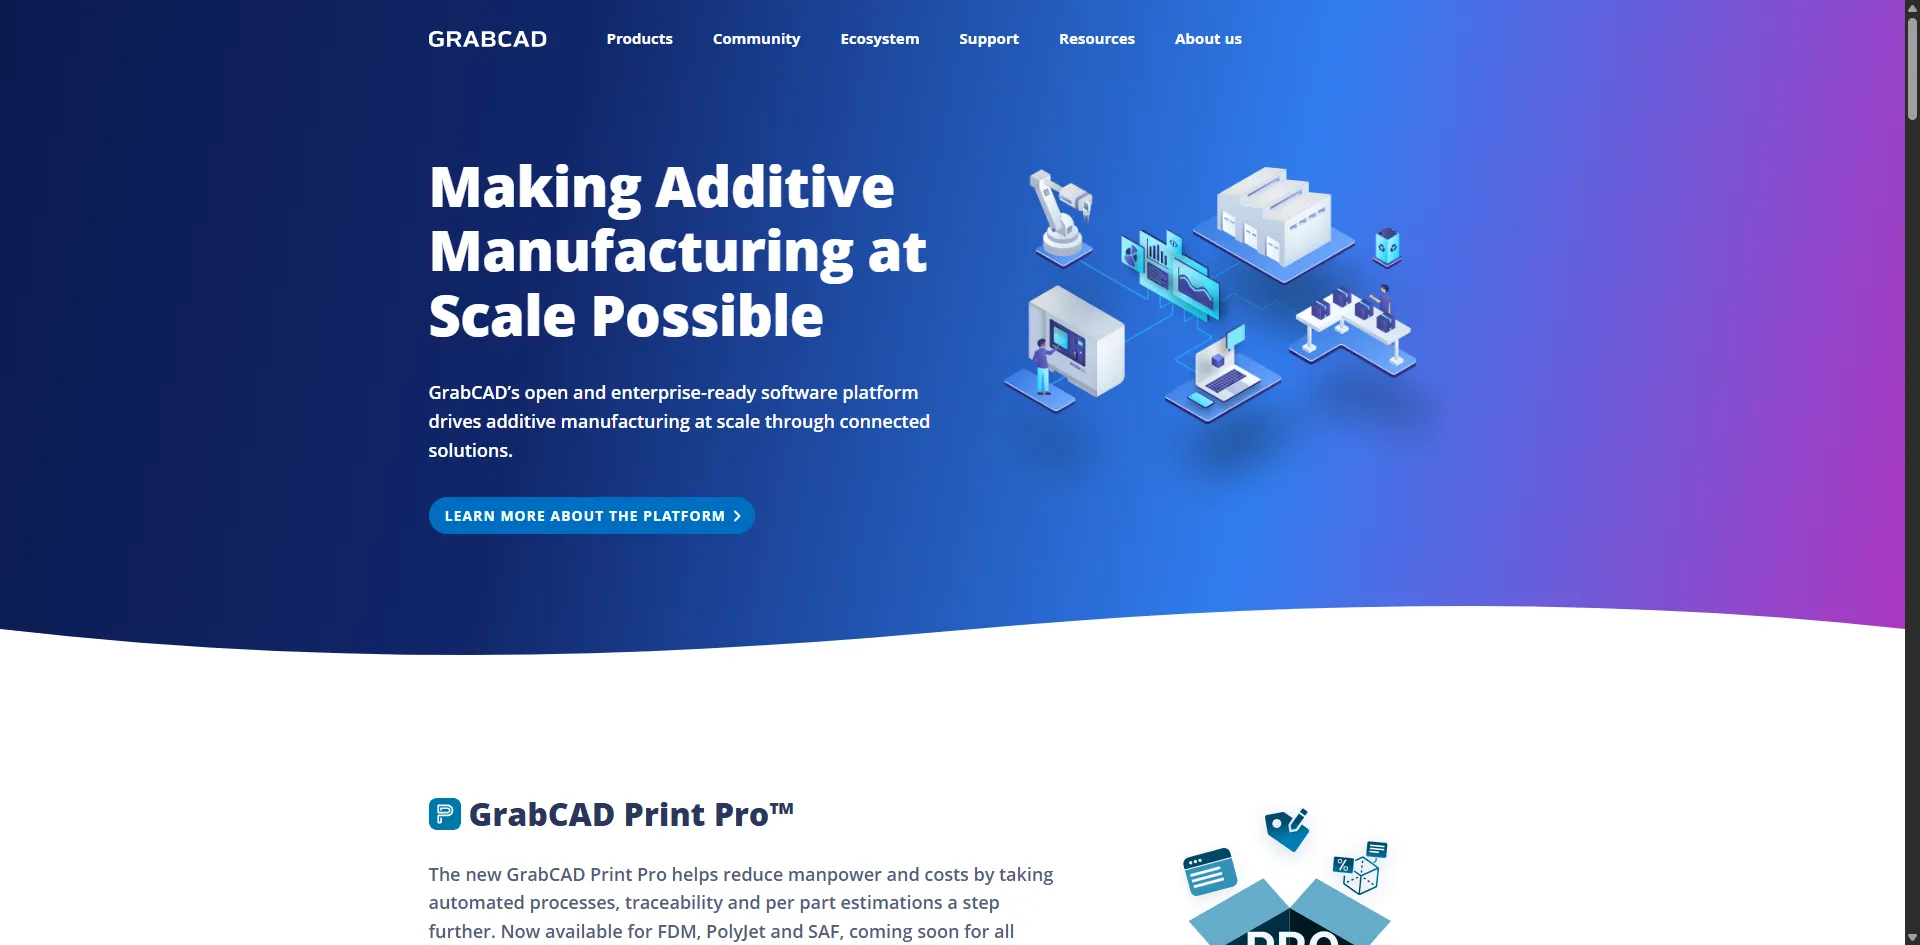 GRABCAD
Products
Community
Ecosystem
Support
Resources
About us
Making Additive
Manufacturing at
Scale Possible
GrabCAD’s open and enterprise-ready software platform
drives additive manufacturing at scale through connected
solutions.
LEARN MORE ABOUT THE PLATFORM
GrabCAD Print Pro™
The new GrabCAD Print Pro helps reduce manpower and costs by taking
automated processes, traceability and per part estimations a step
further. Now available for FDM, PolyJet and SAF, coming soon for all
%
PRO